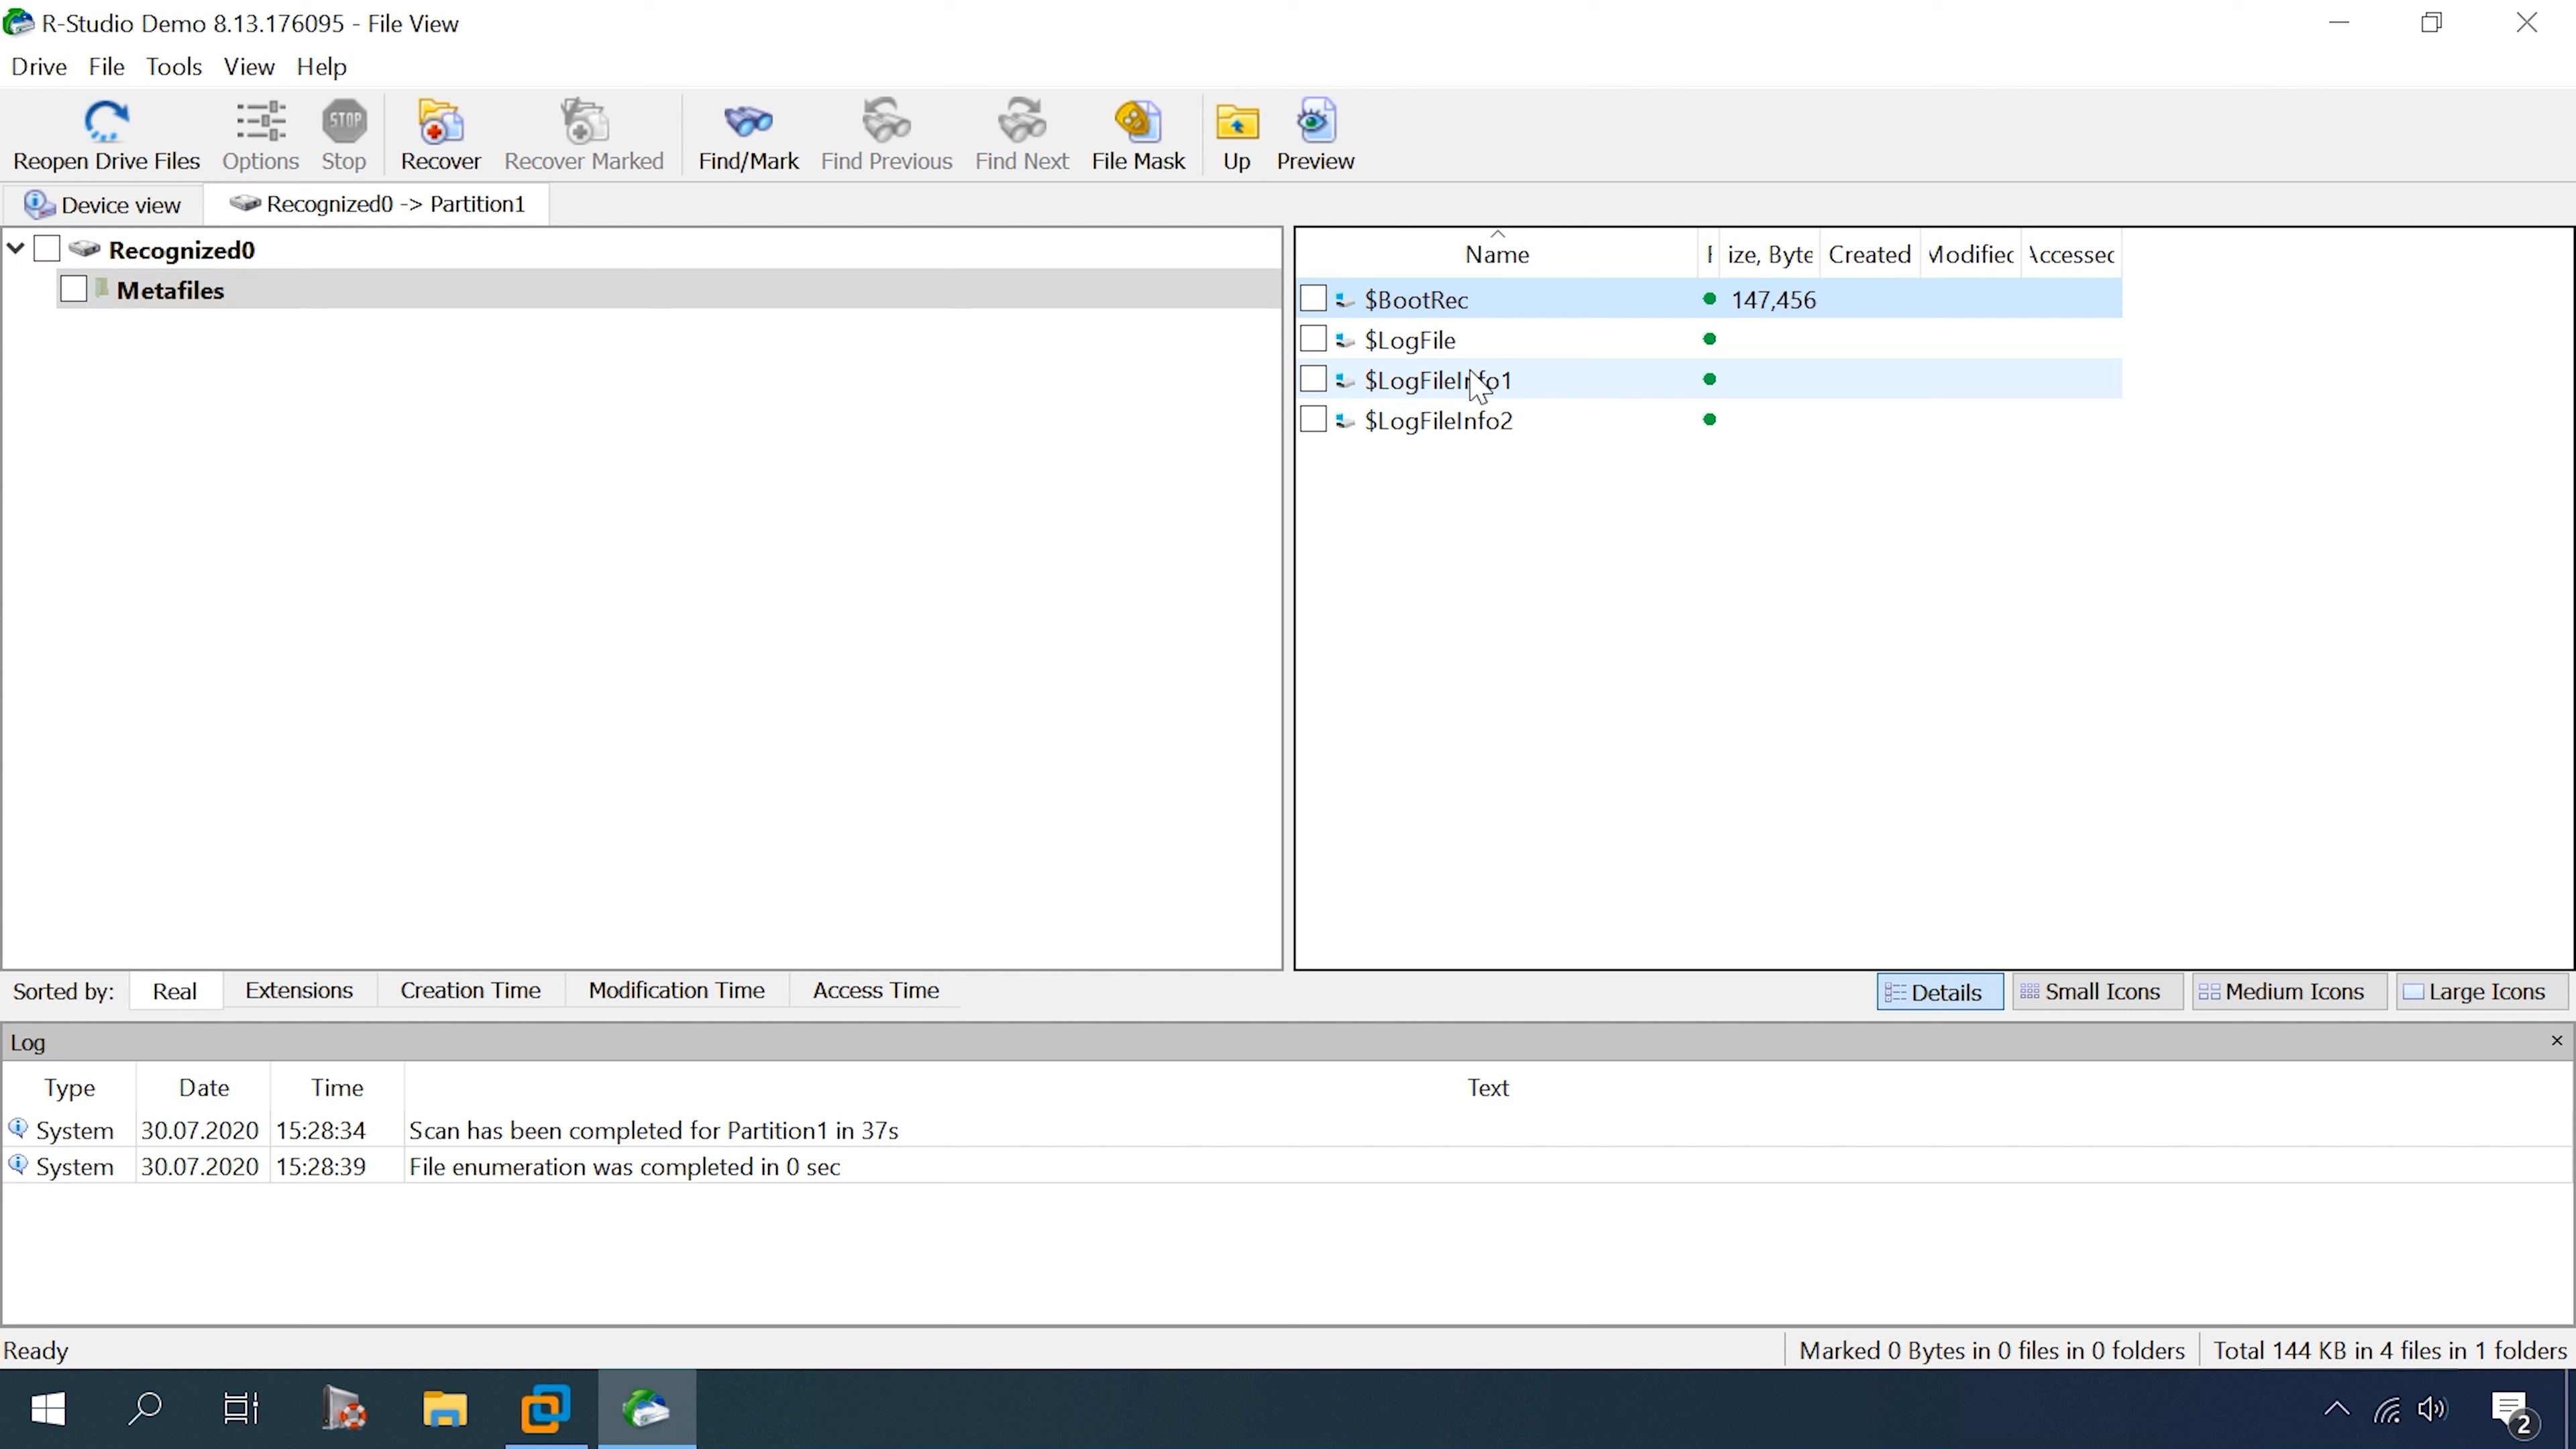 R-Studio Demo 8.13.176095 - File View
Drive File Tools View Help
STOP
Reopen Drive Files Options Stop Recover Recover Marked Find/Mark Find Previous Find Next File Mask Up Preview
Device view Recognized0 -> Partition1
Recognized0
Metafiles
Name ize, Byte Created Modified Accessed
$BootRec 147,456
$LogFile
$LogFileInfo1
$LogFileInfo2
Sorted by: Real Extensions Creation Time Modification Time Access Time
Details Small Icons Medium Icons Large Icons
Log
Type Date Time Text
System 30.07.2020 15:28:34 Scan has been completed for Partition1 in 37s
System 30.07.2020 15:28:39 File enumeration was completed in 0 sec
Ready
Marked 0 Bytes in 0 files in 0 folders Total 144 KB in 4 files in 1 folders
2